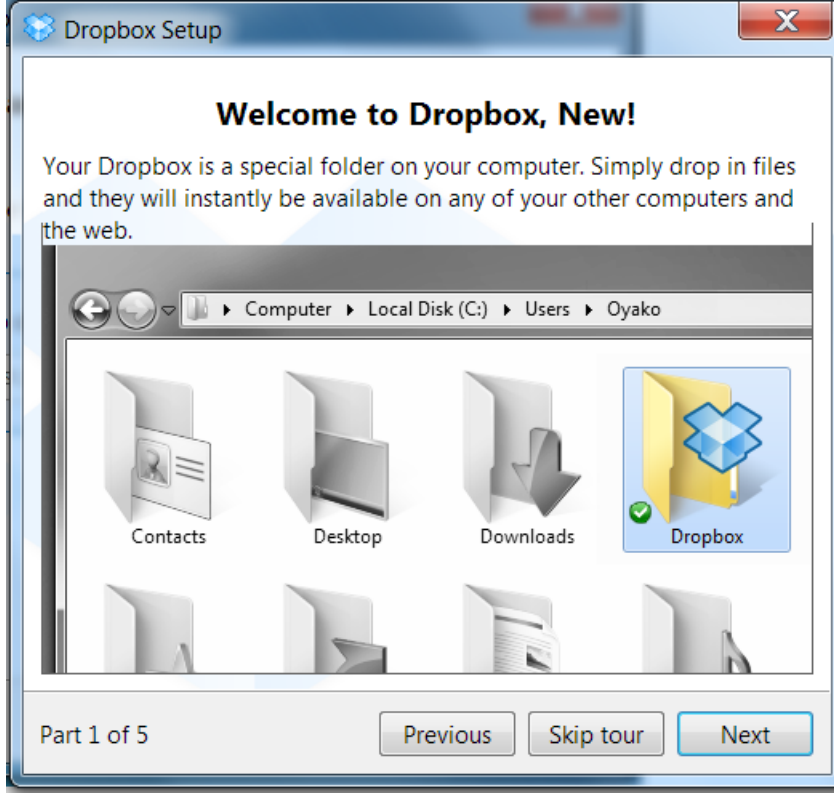 Dropbox Setup
Welcome to Dropbox, New!
Your Dropbox is a special folder on your computer. Simply drop in files
and they will instantly be available on any of your other computers and
the web.
Computer Local Disk (C:) Users Oyako
Contacts Desktop Downloads Dropbox
Part 1 of 5 Previous Skip tour Next